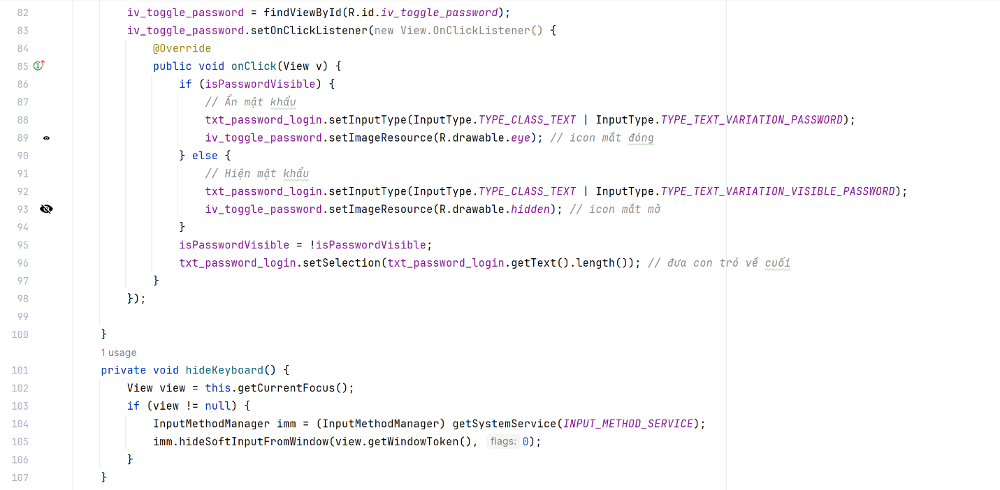 82 iv_toggle_password = findViewById(R.id.iv_toggle_password);
83 iv_toggle_password.setOnClickListener(new View.OnClickListener() {
84 @Override
85 public void onClick(View v) {
86 if (isPasswordVisible) {
87 // Ẩn mật khẩu
88 txt_password_login.setInputType(InputType.TYPE_CLASS_TEXT | InputType.TYPE_TEXT_VARIATION_PASSWORD);
89 iv_toggle_password.setImageResource(R.drawable.eye); // icon mắt đóng
90 } else {
91 // Hiện mật khẩu
92 txt_password_login.setInputType(InputType.TYPE_CLASS_TEXT | InputType.TYPE_TEXT_VARIATION_VISIBLE_PASSWORD);
93 iv_toggle_password.setImageResource(R.drawable.hidden); // icon mắt mở
94 }
95 isPasswordVisible = !isPasswordVisible;
96 txt_password_login.setSelection(txt_password_login.getText().length()); // đưa con trỏ về cuối
97 }
98 });
99
100 }
1 usage
101 private void hideKeyboard() {
102 View view = this.getCurrentFocus();
103 if (view != null) {
104 InputMethodManager imm = (InputMethodManager) getSystemService(INPUT_METHOD_SERVICE);
105 imm.hideSoftInputFromWindow(view.getWindowToken(), flags: 0);
106 }
107 }